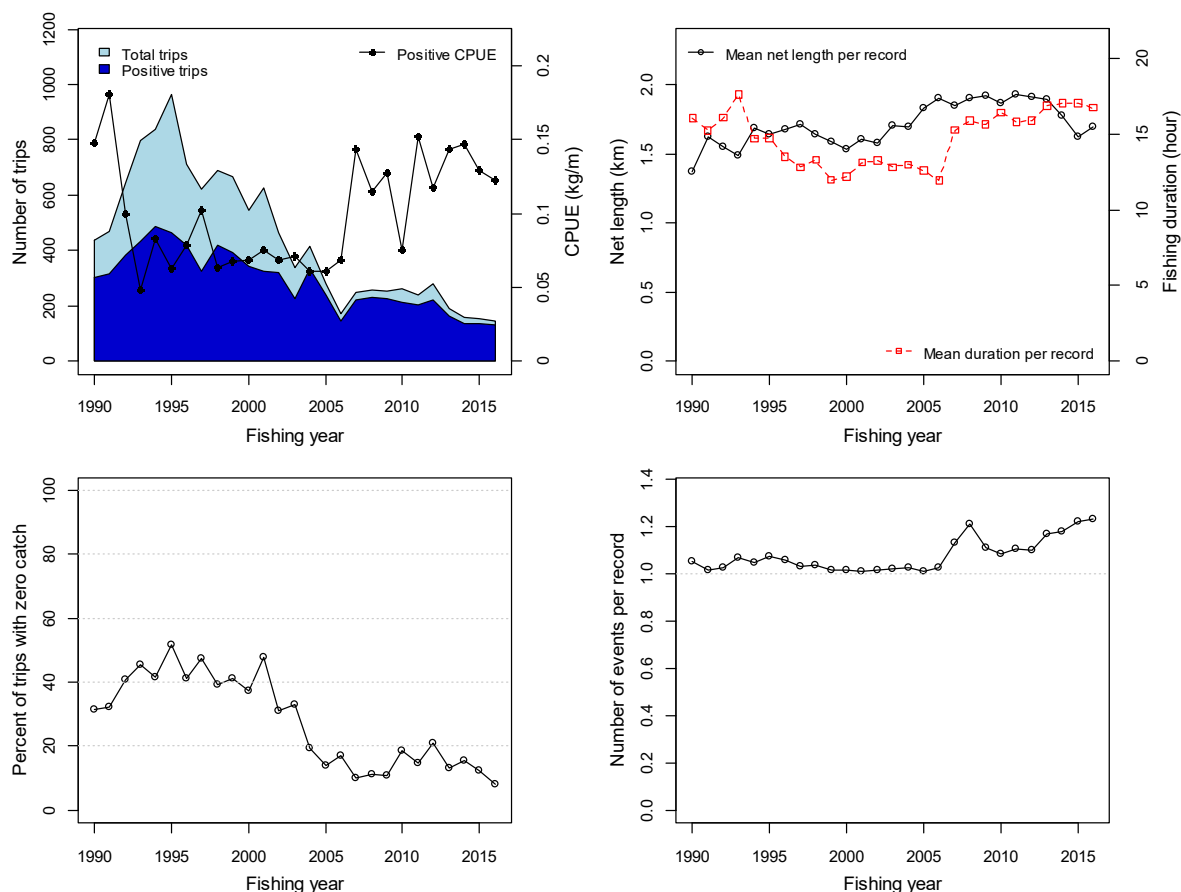 1200
1000
800
600
400
200
0
Number of trips
Total trips
Positive trips
Positive CPUE
0.2
0.15
0.1
0.05
0
CPUE (kg/m)
1990 1995 2000 2005 2010 2015
Fishing year
2.0
1.5
1.0
0.5
0.0
Net length (km)
Mean net length per record
Mean duration per record
20
15
10
5
0
Fishing duration (hour)
1990 1995 2000 2005 2010 2015
Fishing year
100
80
60
40
20
0
Percent of trips with zero catch
1990 1995 2000 2005 2010 2015
Fishing year
1.4
1.2
1.0
0.8
0.6
0.4
0.2
0.0
Number of events per record
1990 1995 2000 2005 2010 2015
Fishing year